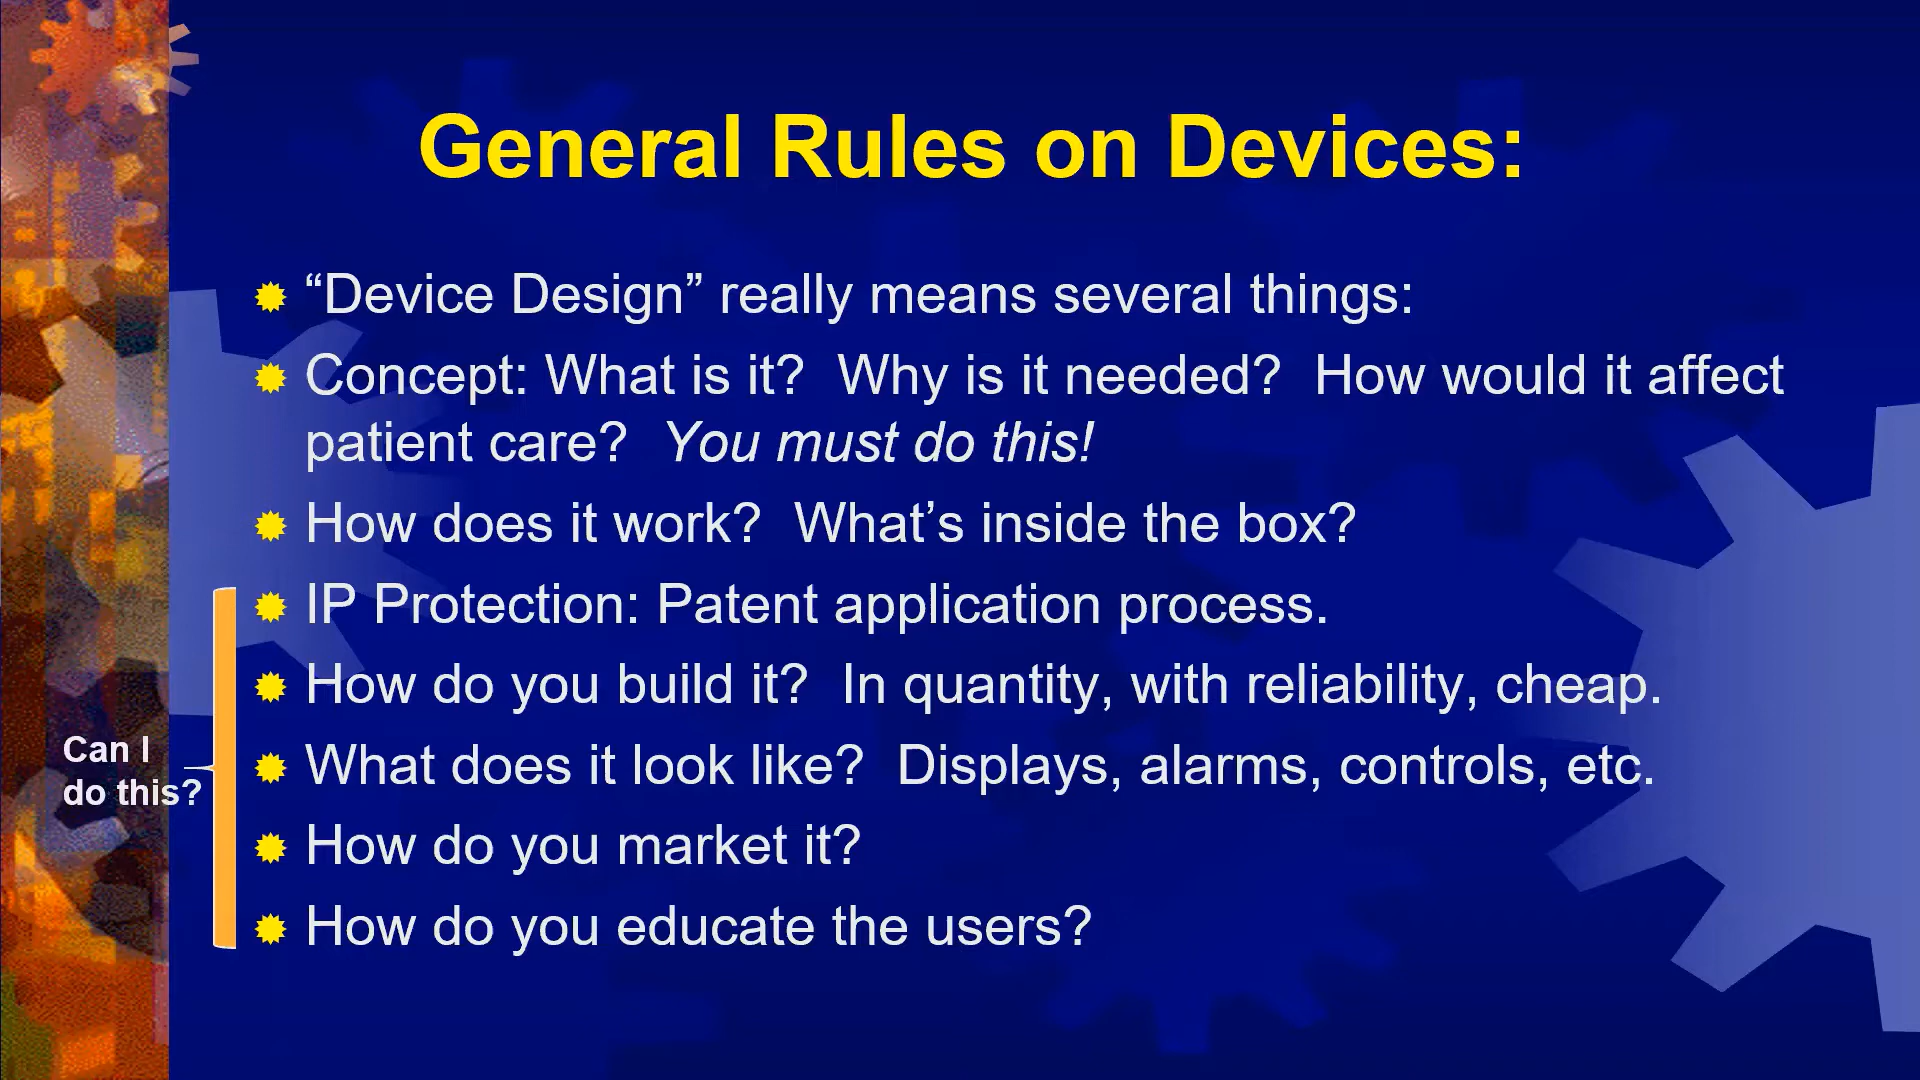 General Rules on Devices:
“Device Design” really means several things:
Concept: What is it?  Why is it needed?  How would it affect
patient care?  You must do this!
How does it work?  What’s inside the box?
IP Protection: Patent application process.
How do you build it?  In quantity, with reliability, cheap.
What does it look like?  Displays, alarms, controls, etc.
How do you market it?
How do you educate the users?
Can I
do this?